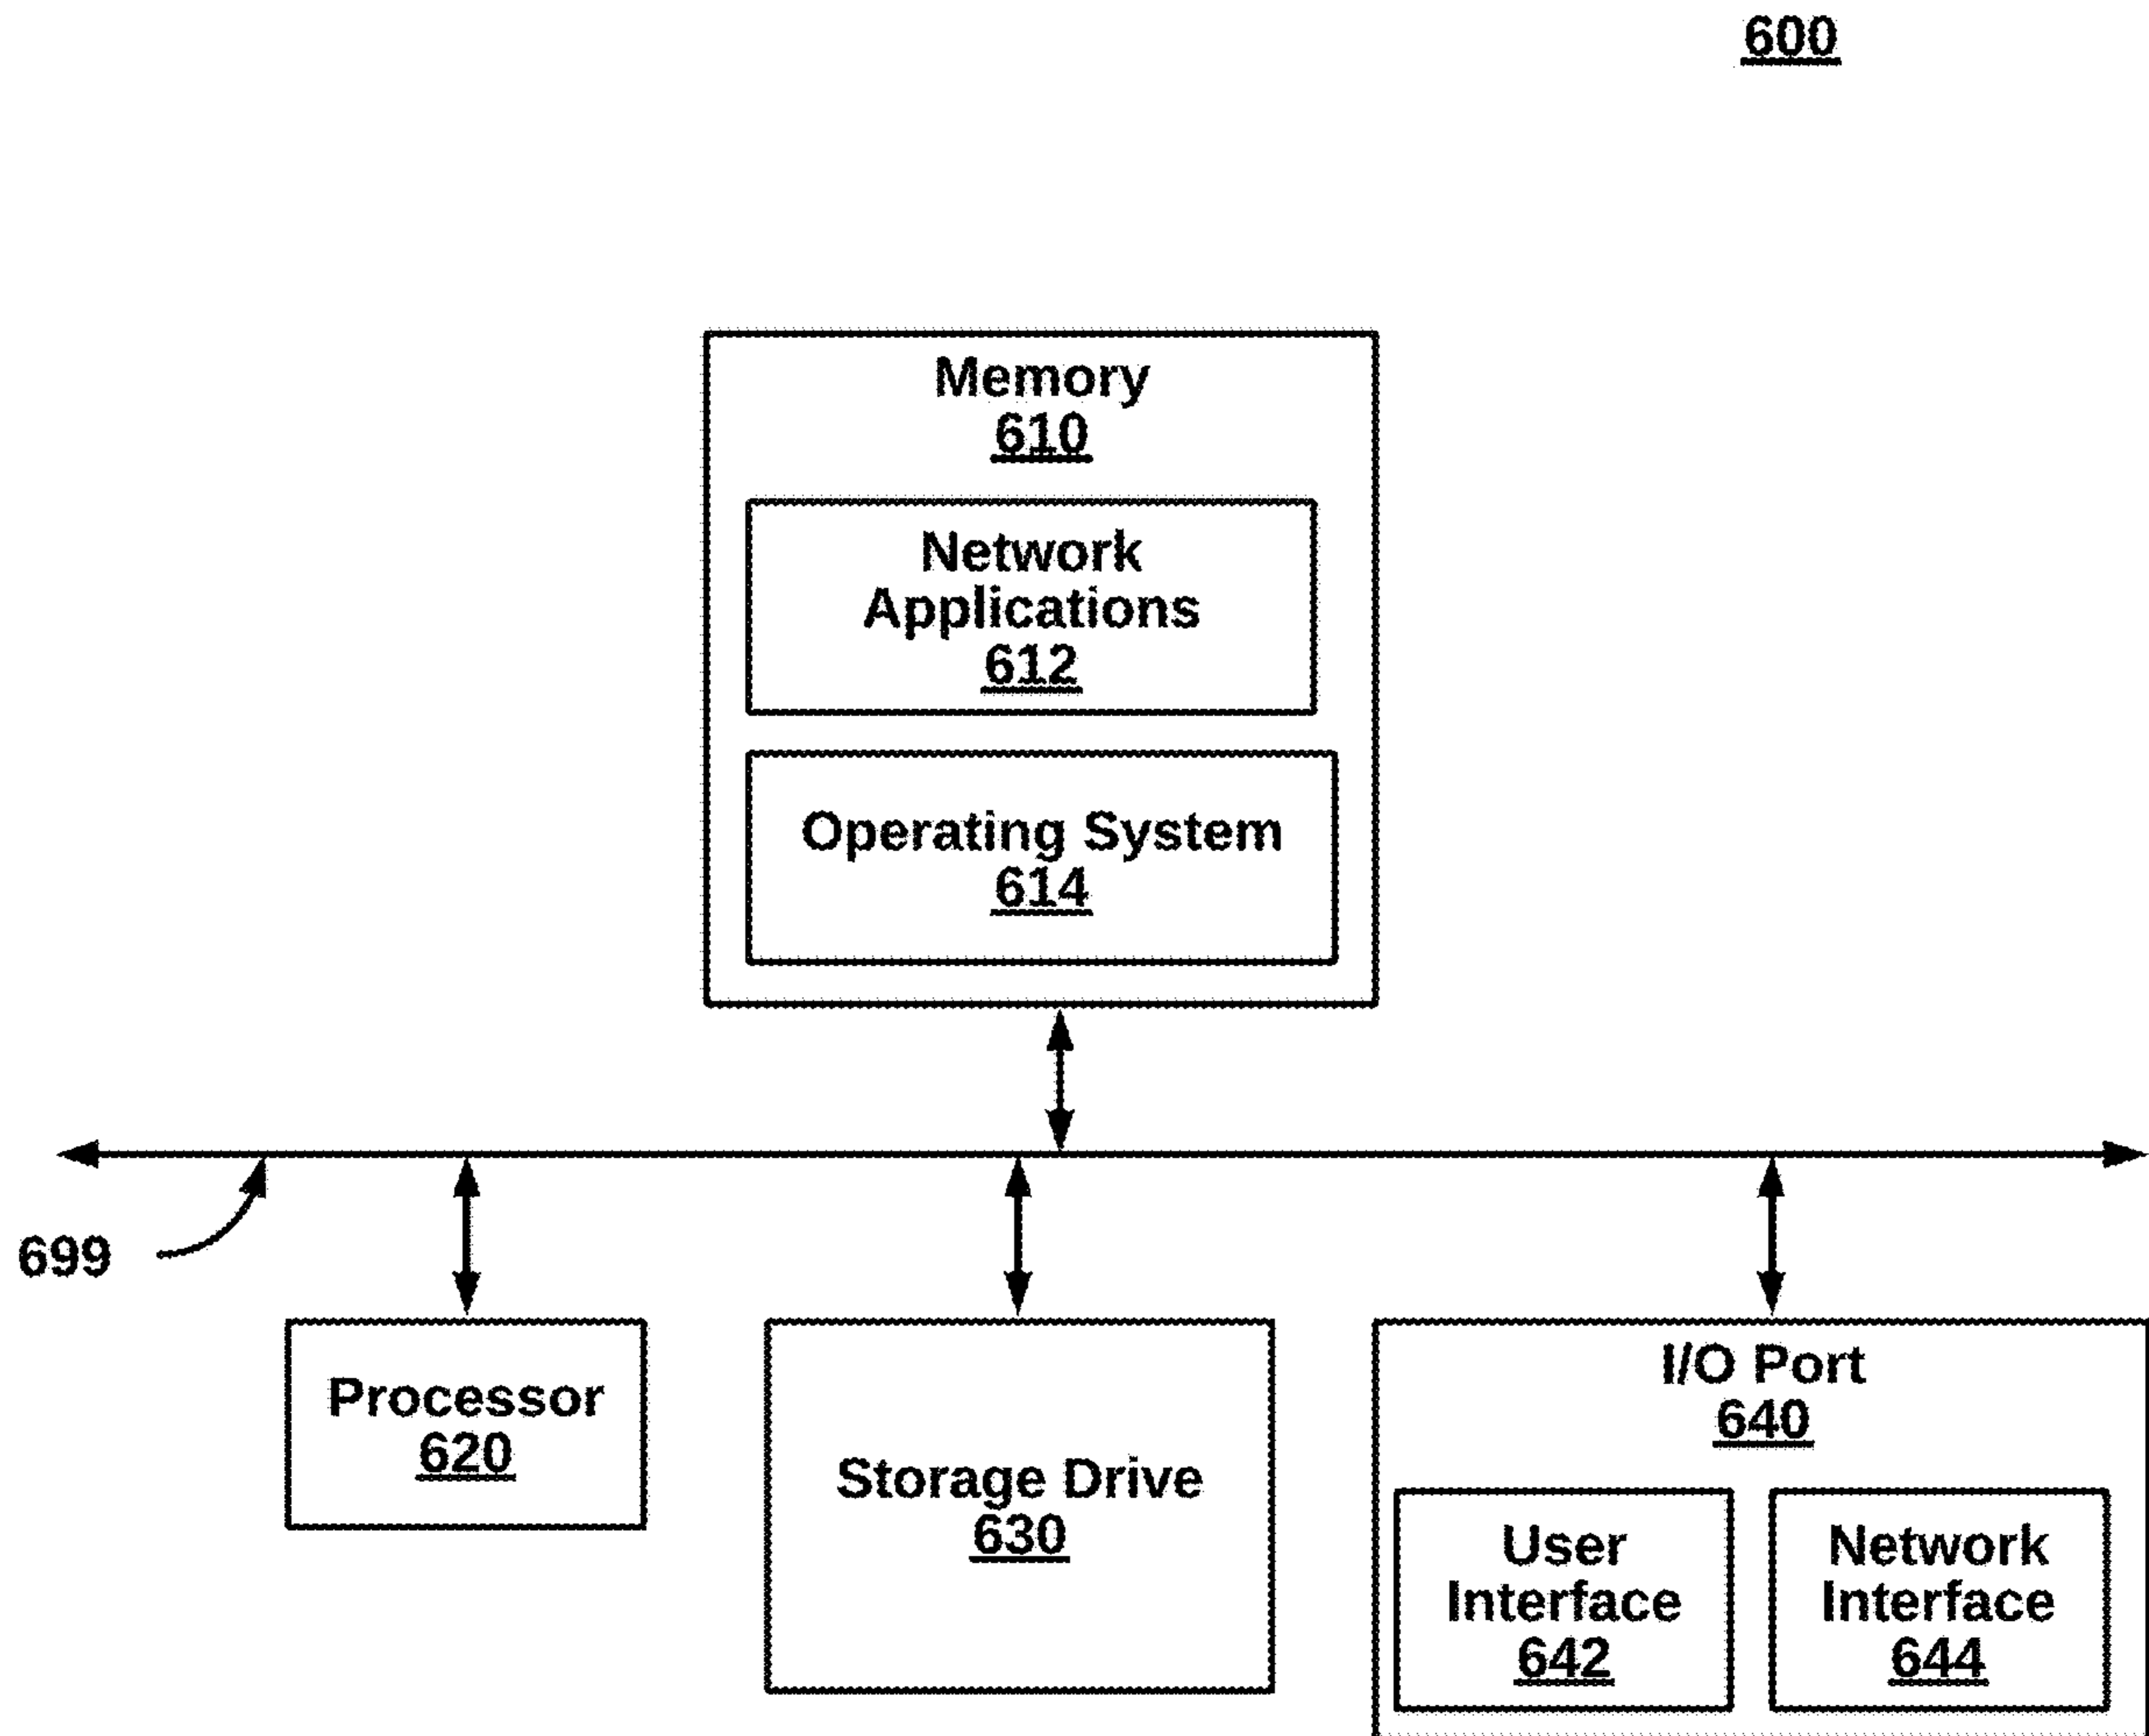 600
Memory
610
Network
Applications
612
Operating System
614
699
Processor
620
Storage Drive
630
I/O Port
640
User
Interface
642
Network
Interface
644